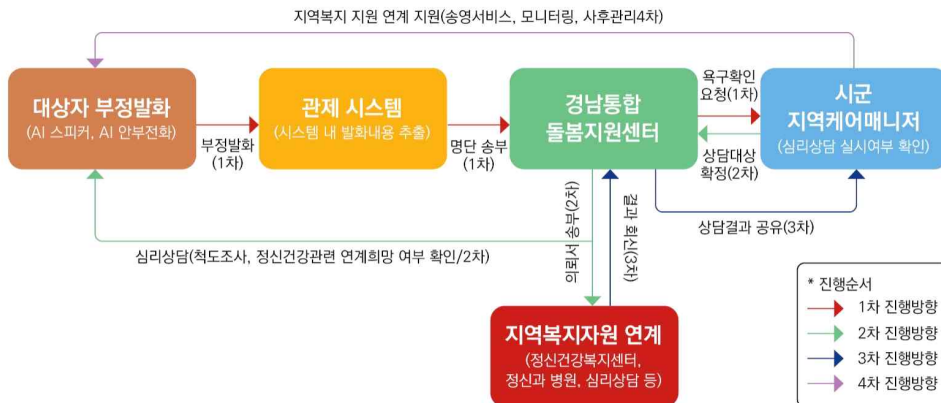 지역복지 지원 연계 지원(송영서비스, 모니터링, 사후관리4차)
대상자 부정발화
(AI 스피커, AI 안부전화)
부정발화
(1차)
관제 시스템
(시스템 내 발화내용 추출)
명단 송부
(1차)
경남통합
돌봄지원센터
욕구확인
요청(1차)
상담대상
확정(2차)
시군
지역케어매니저
(심리상담 실시여부 확인)
상담결과 공유(3차)
심리상담(척도조사, 정신건강관련 연계희망 여부 확인/2차)
의뢰서 송부(2차)
결과 회신(3차)
지역복지자원 연계
(정신건강복지센터,
정신과 병원, 심리상담 등)
* 진행순서
1차 진행방향
2차 진행방향
3차 진행방향
4차 진행방향